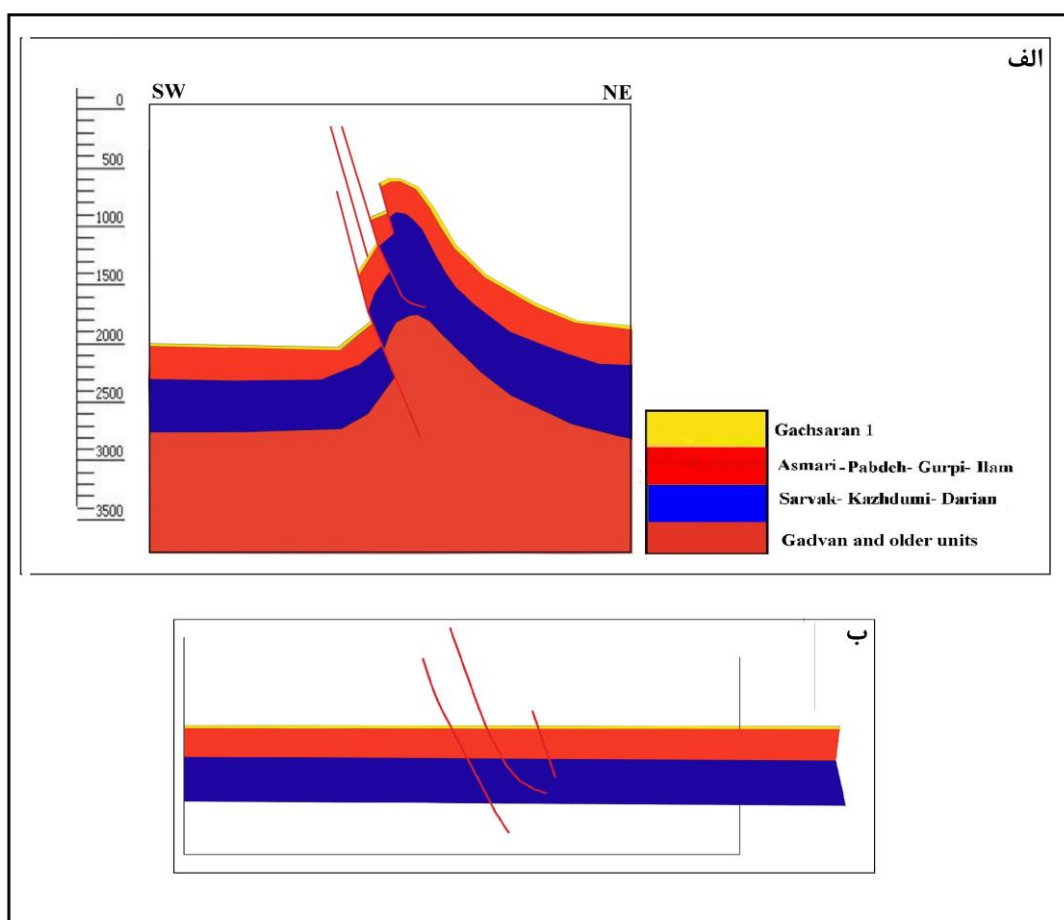 الف
SW NE
0
500
1000
1500
2000
2500
3000
3500
Gachsaran 1
Asmari-Pabdeh-Gurpi-Ilam
Sarvak-Kazhdumi-Darian
Gadvan and older units
ب